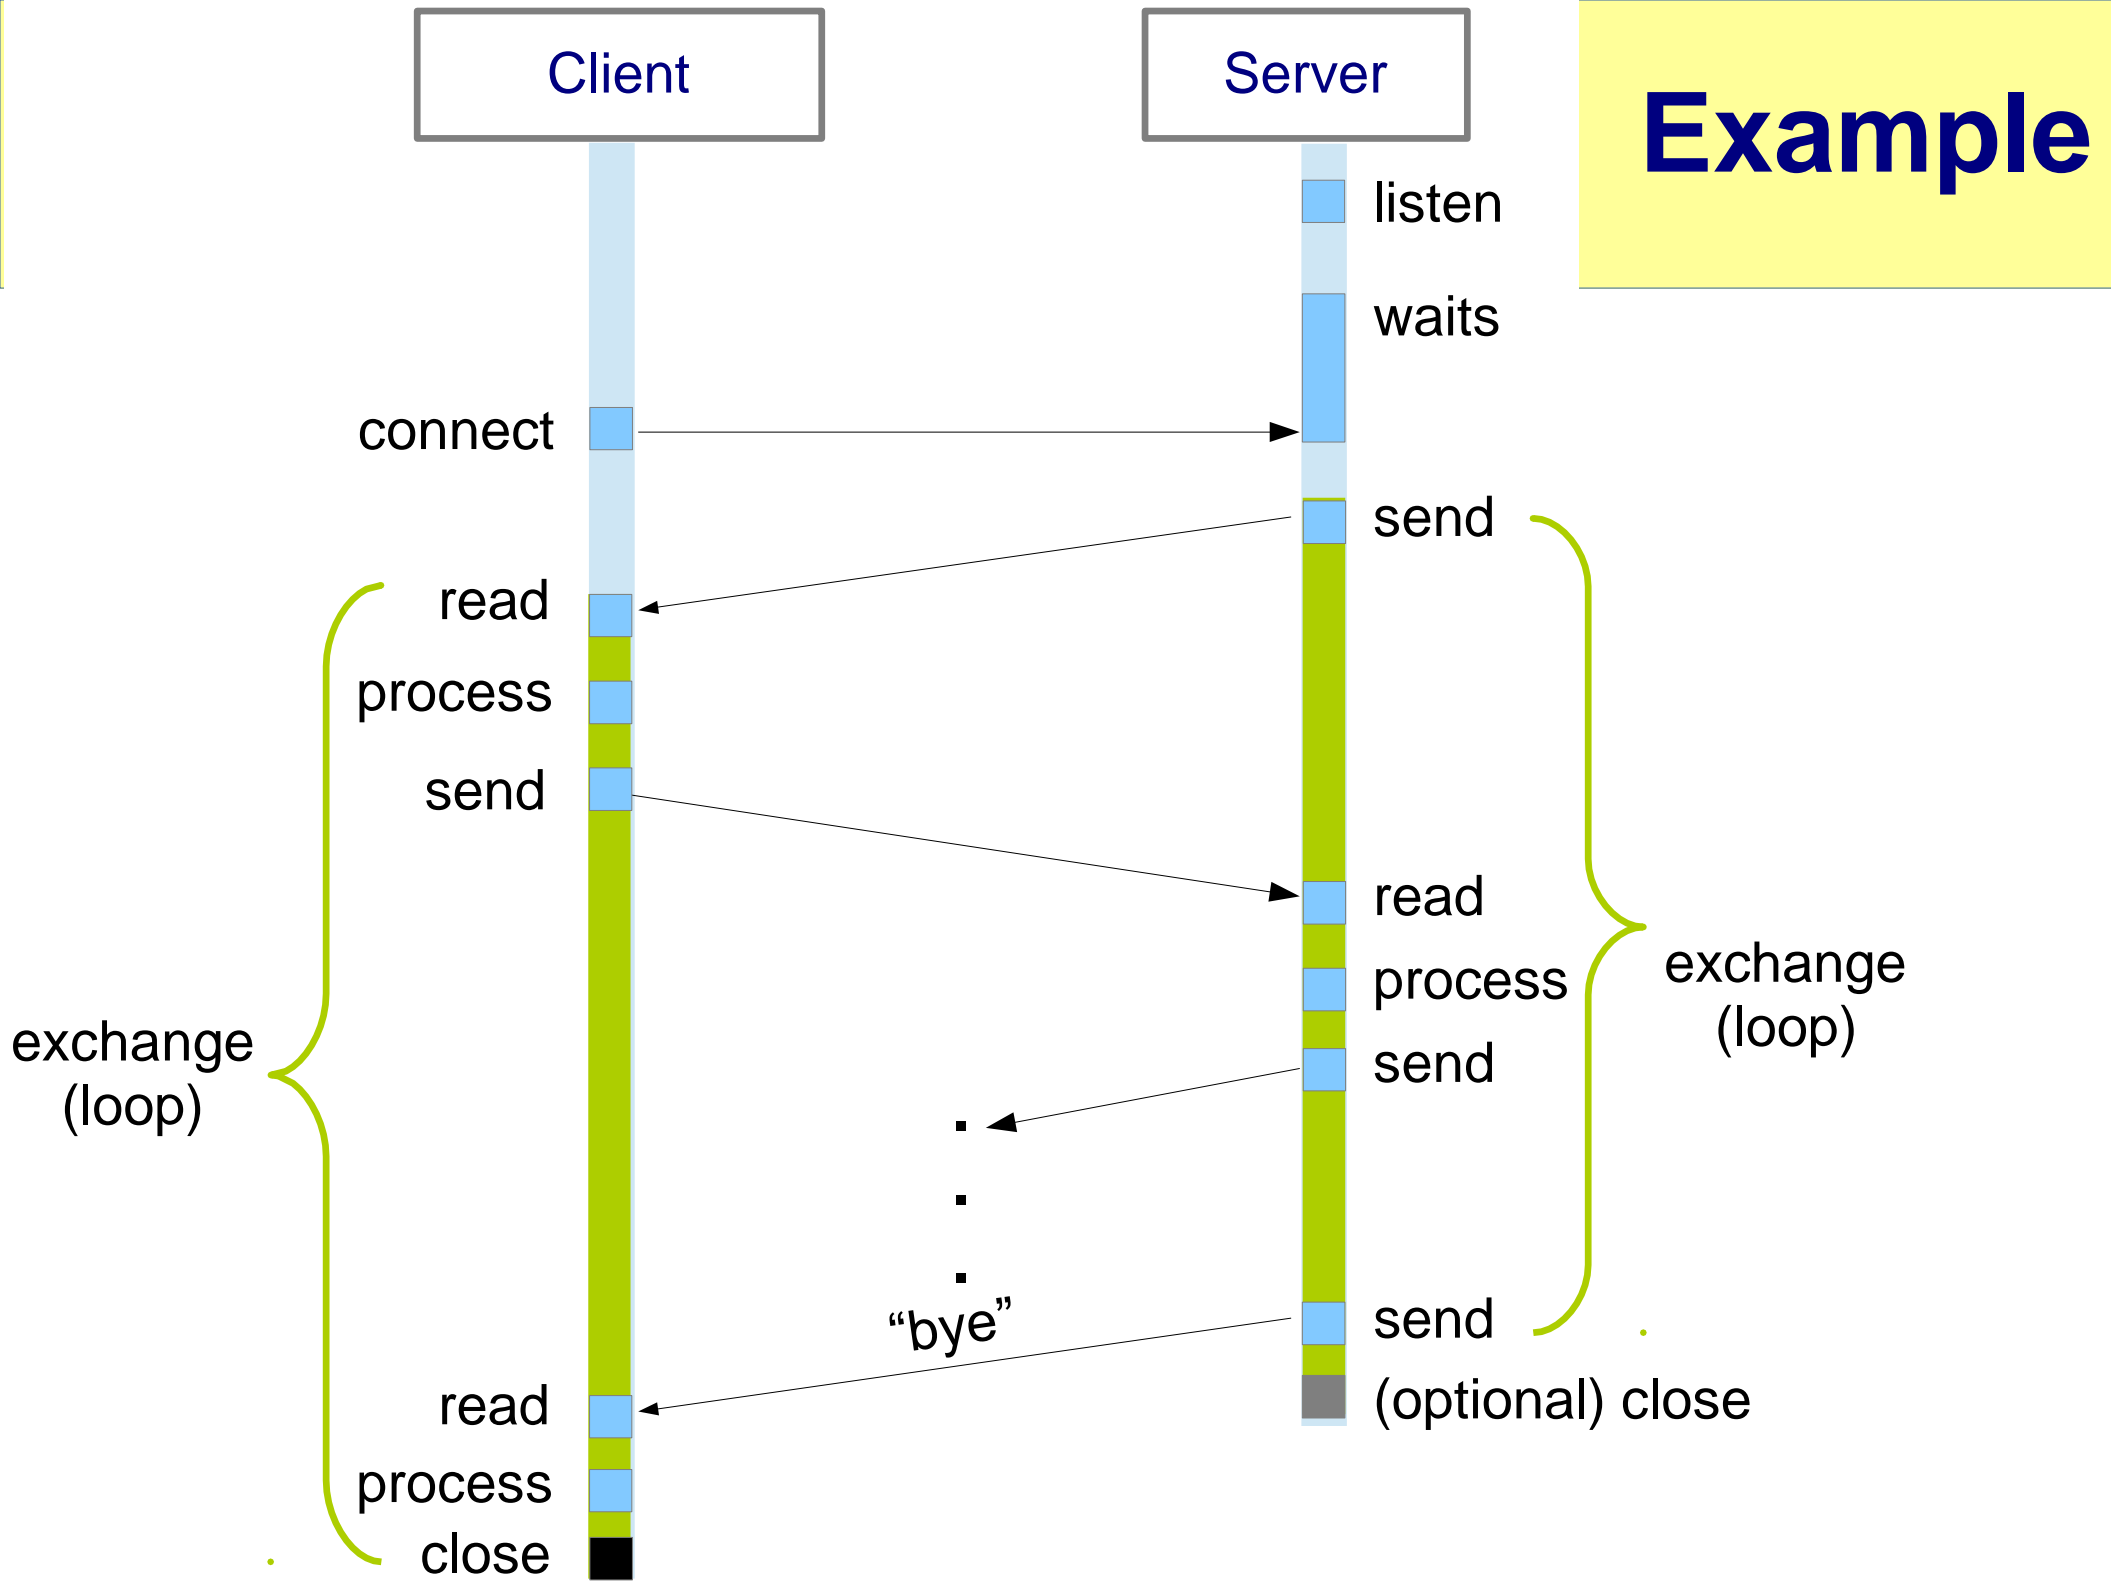 Client
Server
Example
listen
waits
connect
send
read
process
send
read
process
send
exchange
(loop)
exchange
(loop)
“bye”
send
(optional) close
read
process
close